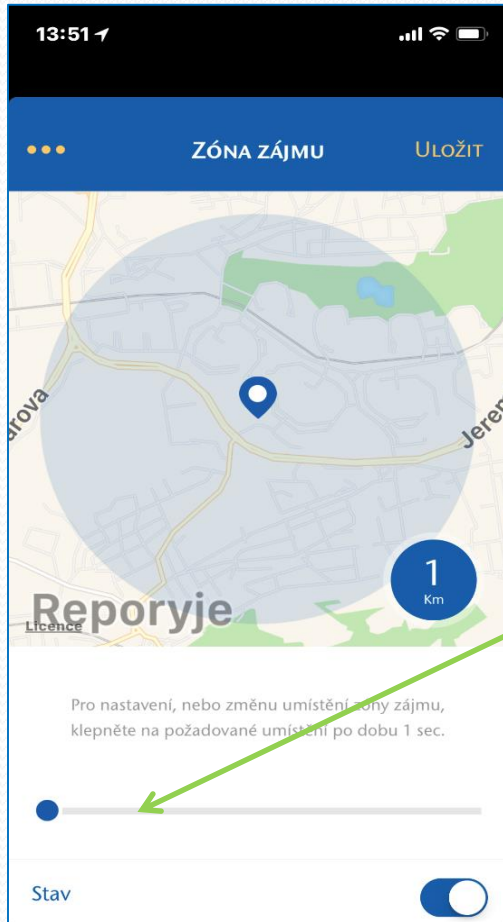 13:51
Zóna zájmu
Uložit
arova
Jerem
1
Km
Reporyje
Licence
Pro nastavení, nebo změnu umístění zóny zájmu,
klepněte na požadované umístění po dobu 1 sec.
Stav